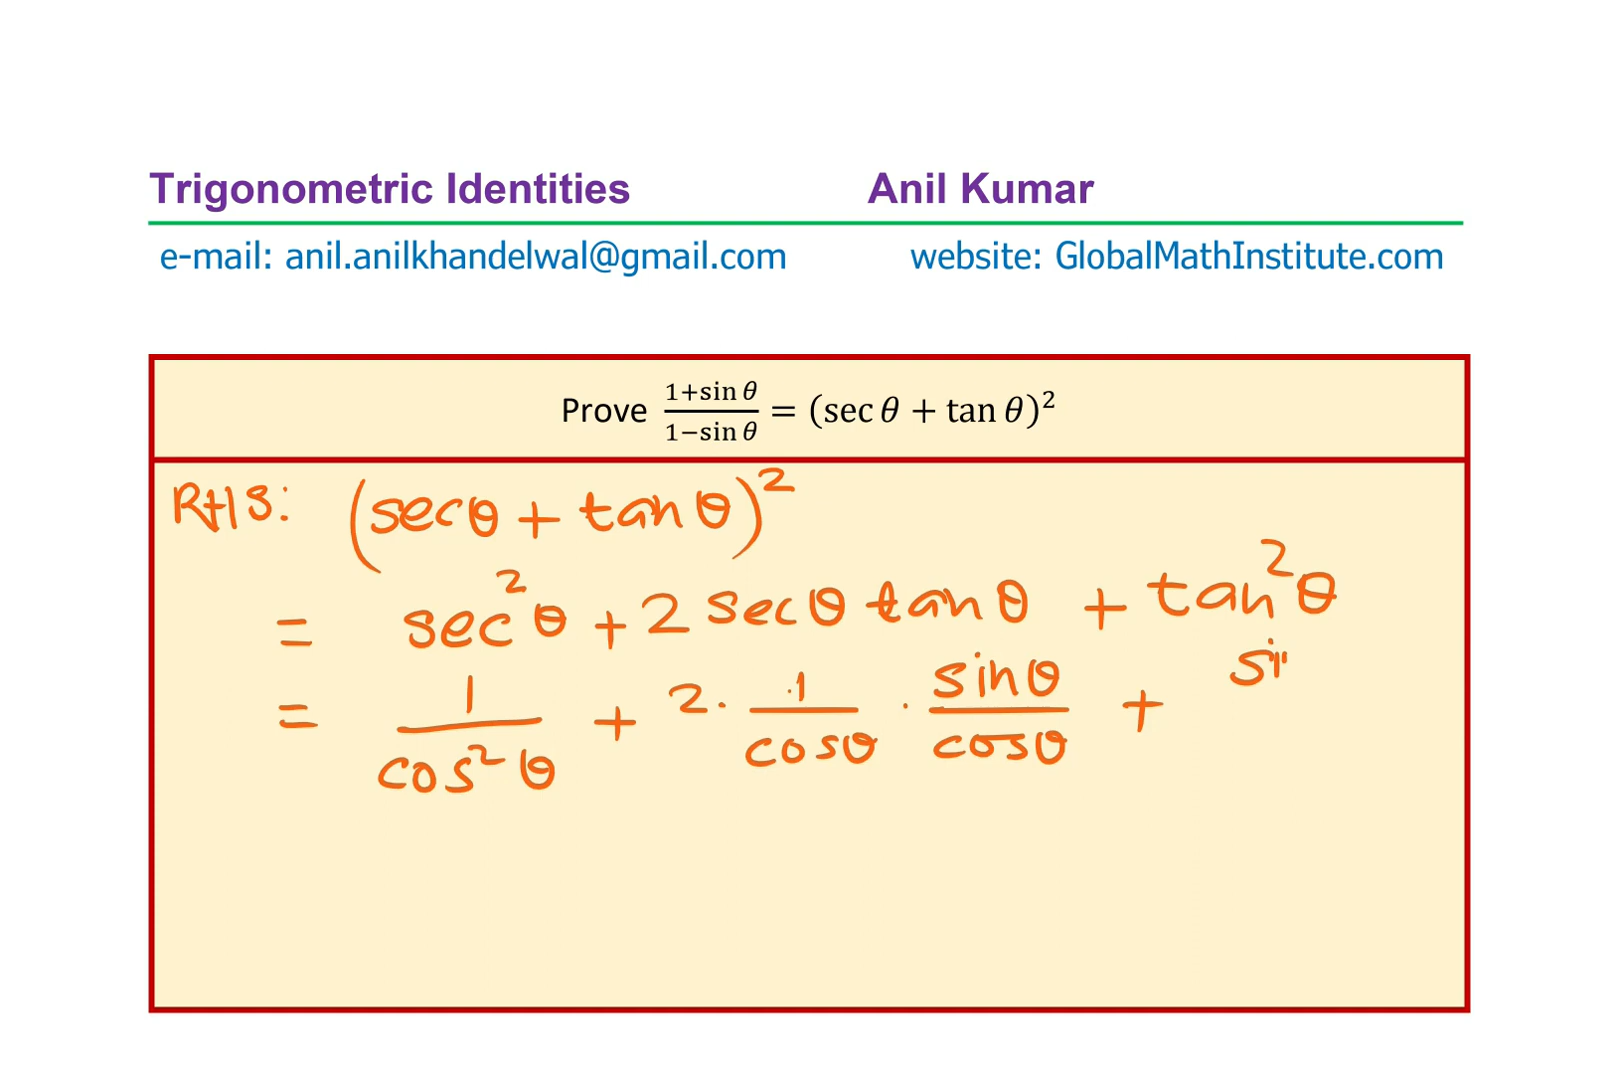 Trigonometric Identities Anil Kumar
e-mail: anil.anilkhandelwal@gmail.com website: GlobalMathInstitute.com
Prove (1+sin θ)/(1−sin θ) = (sec θ + tan θ)²
RHS: (secθ + tanθ)²
= sec²θ + 2 secθ tanθ + tan²θ
= 1/cos²θ + 2 · 1/cosθ · sinθ/cosθ + si